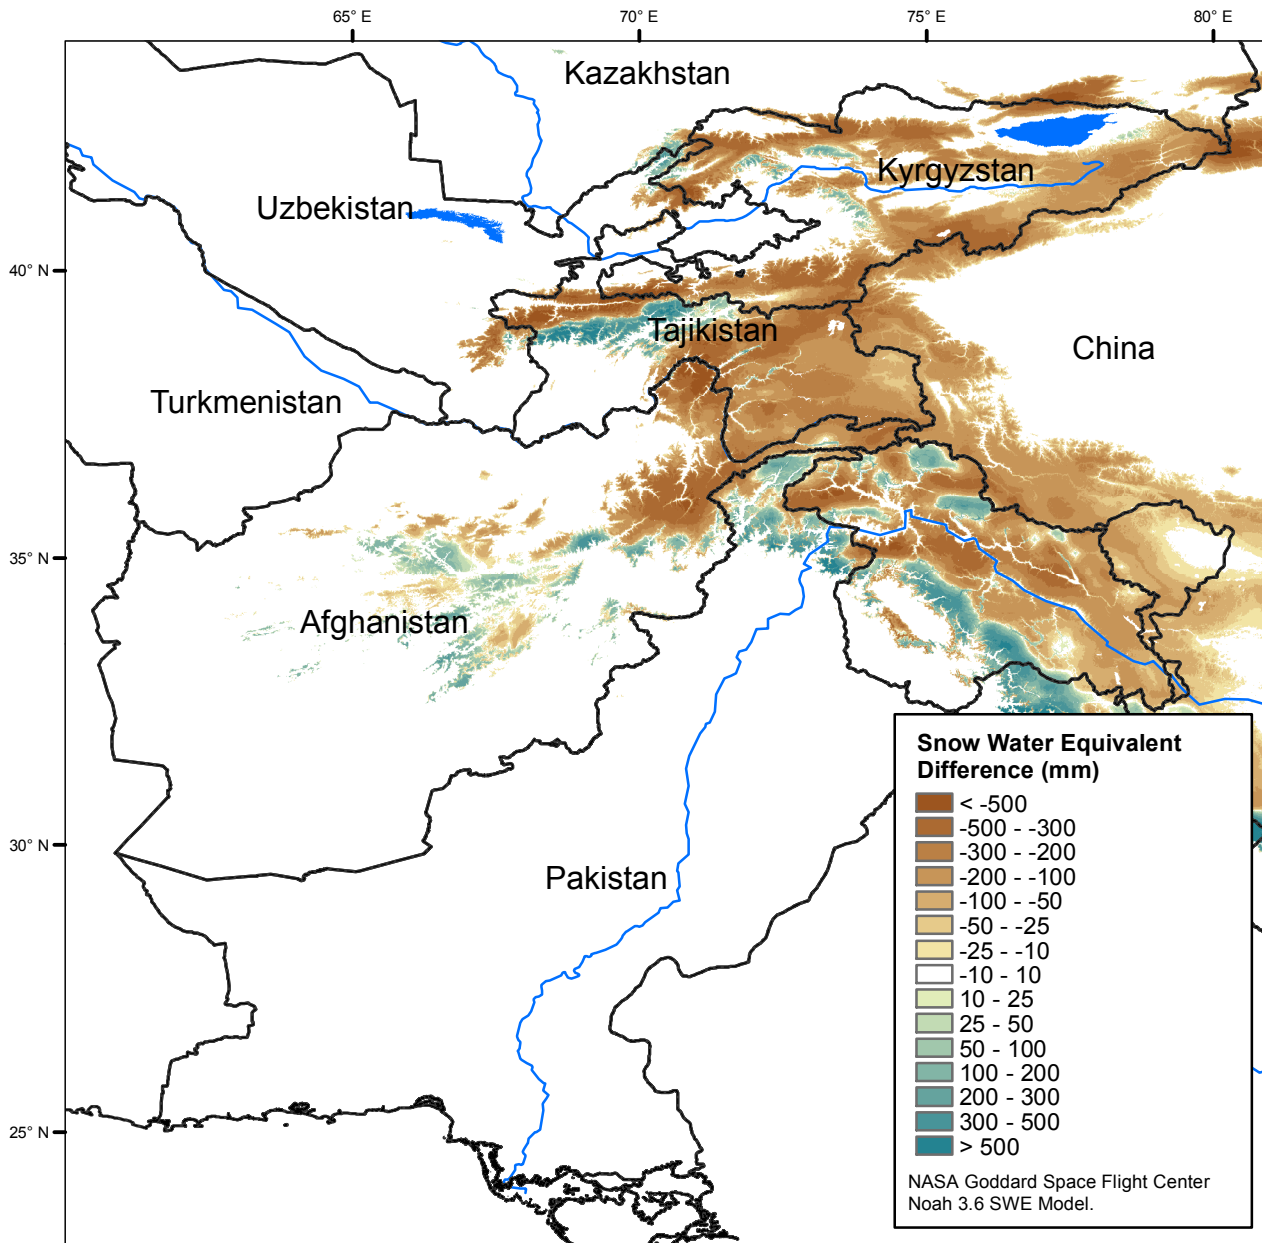 65° E
70° E
75° E
80° E
Kazakhstan
Kyrgyzstan
Uzbekistan
40° N
Tajikistan
China
Turkmenistan
35° N
Afghanistan
Snow Water Equivalent
Difference (mm)
< -500
-500 - -300
-300 - -200
-200 - -100
-100 - -50
-50 - -25
-25 - -10
-10 - 10
10 - 25
25 - 50
50 - 100
100 - 200
200 - 300
300 - 500
> 500
30° N
Pakistan
25° N
NASA Goddard Space Flight Center
Noah 3.6 SWE Model.